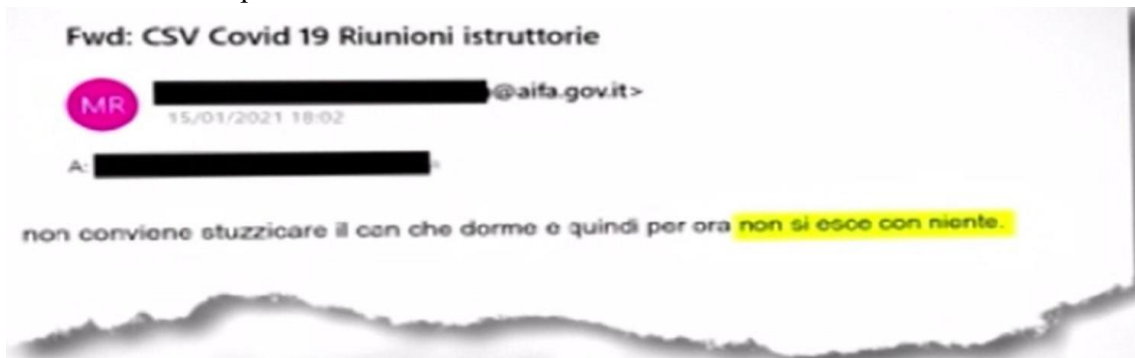 Fwd: CSV Covid 19 Riunioni istruttorie
MR
@aifa.gov.it>
15/01/2021 18:02
A:
non conviene stuzzicare il can che dorme e quindi per ora non si esce con niente.